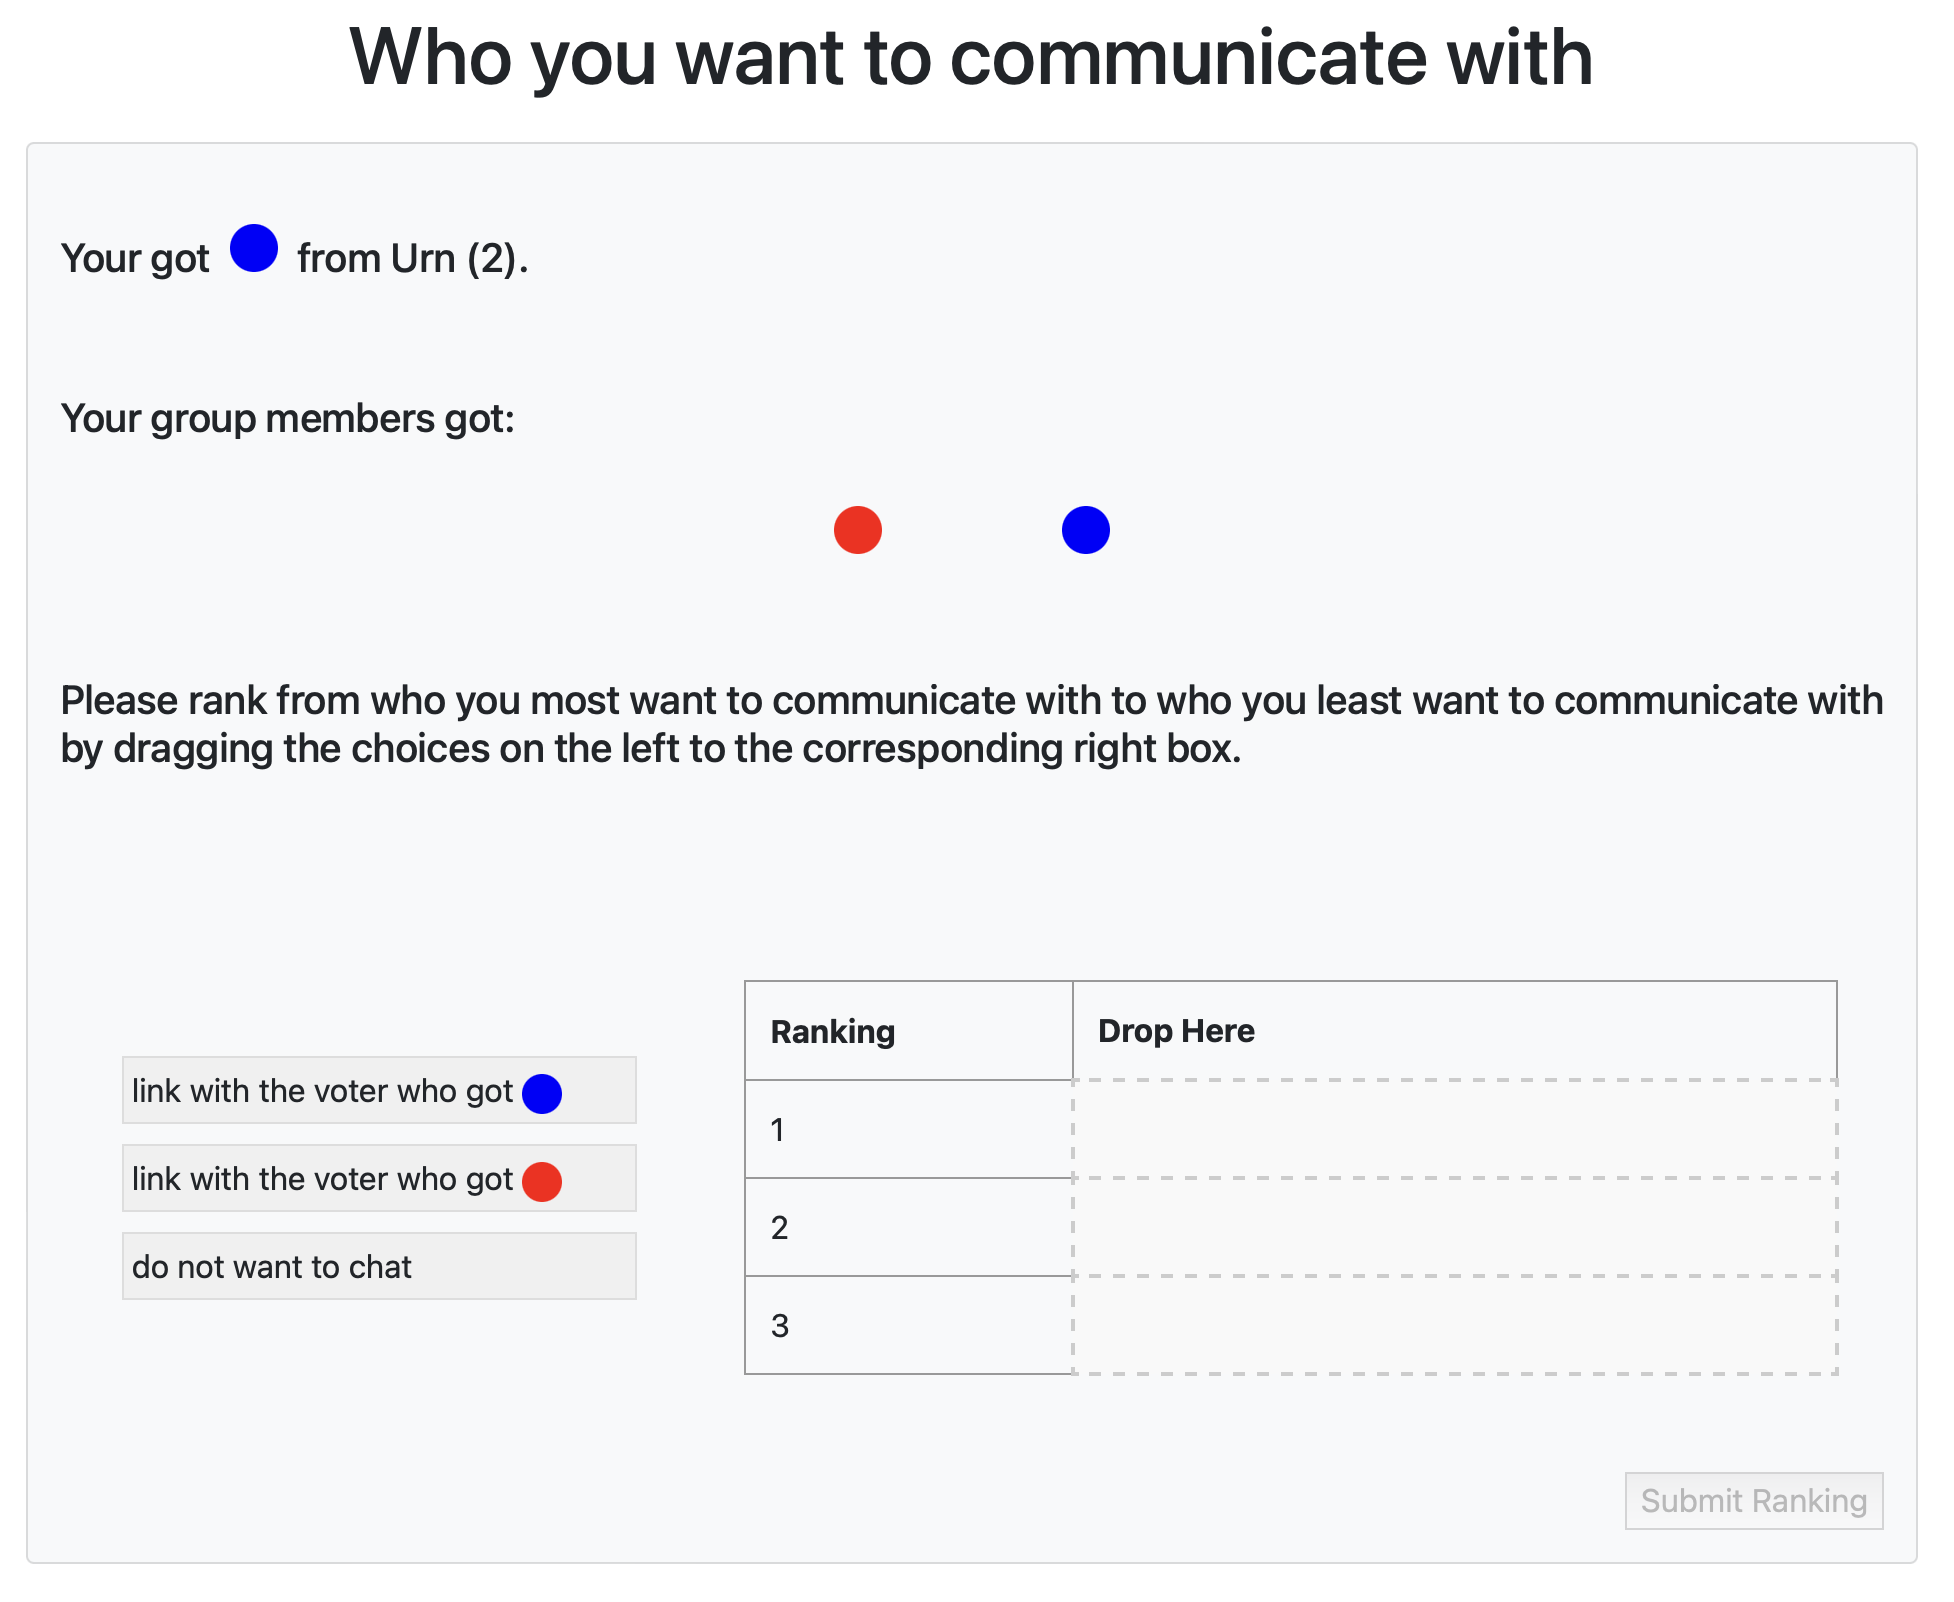 Who you want to communicate with
Your got from Urn (2).
Your group members got:
Please rank from who you most want to communicate with to who you least want to communicate with
by dragging the choices on the left to the corresponding right box.
link with the voter who got
link with the voter who got
do not want to chat
Ranking Drop Here
1
2
3
Submit Ranking